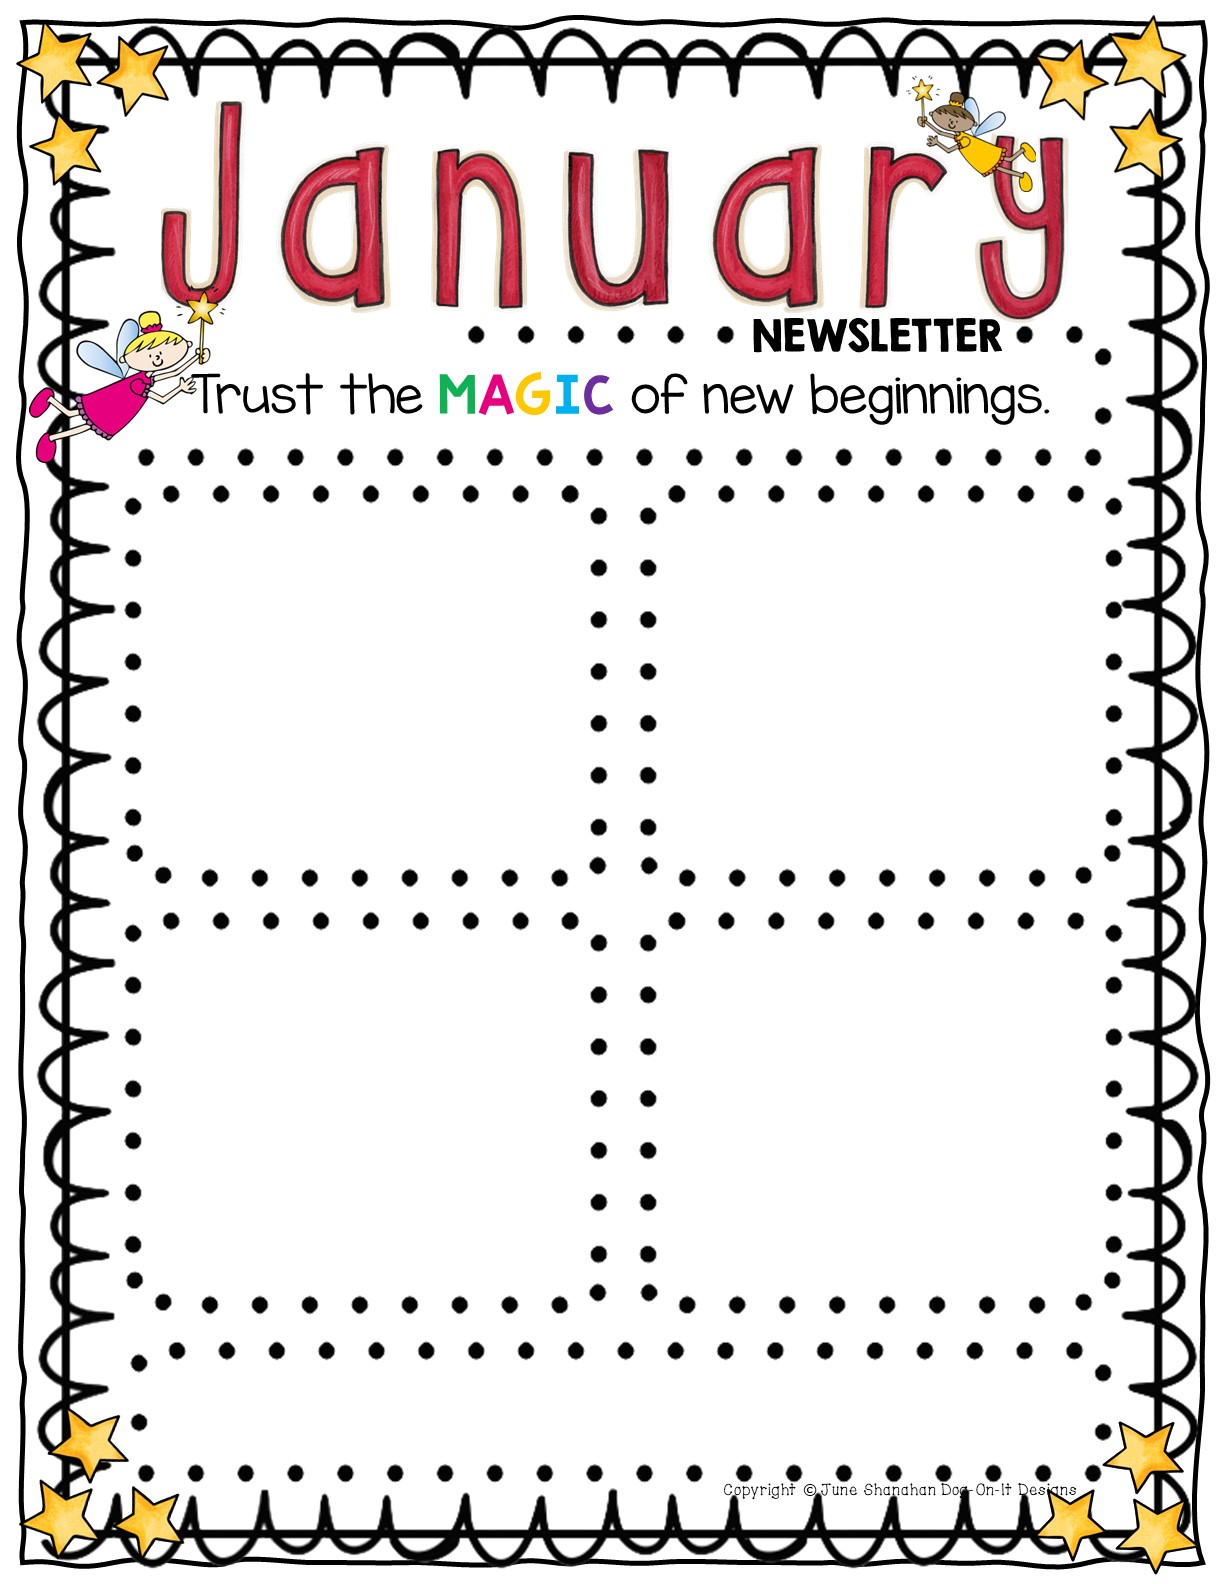 January
NEWSLETTER
Trust the MAGIC of new beginnings.
Copyright © June Shanahan Dog-On-It Designs